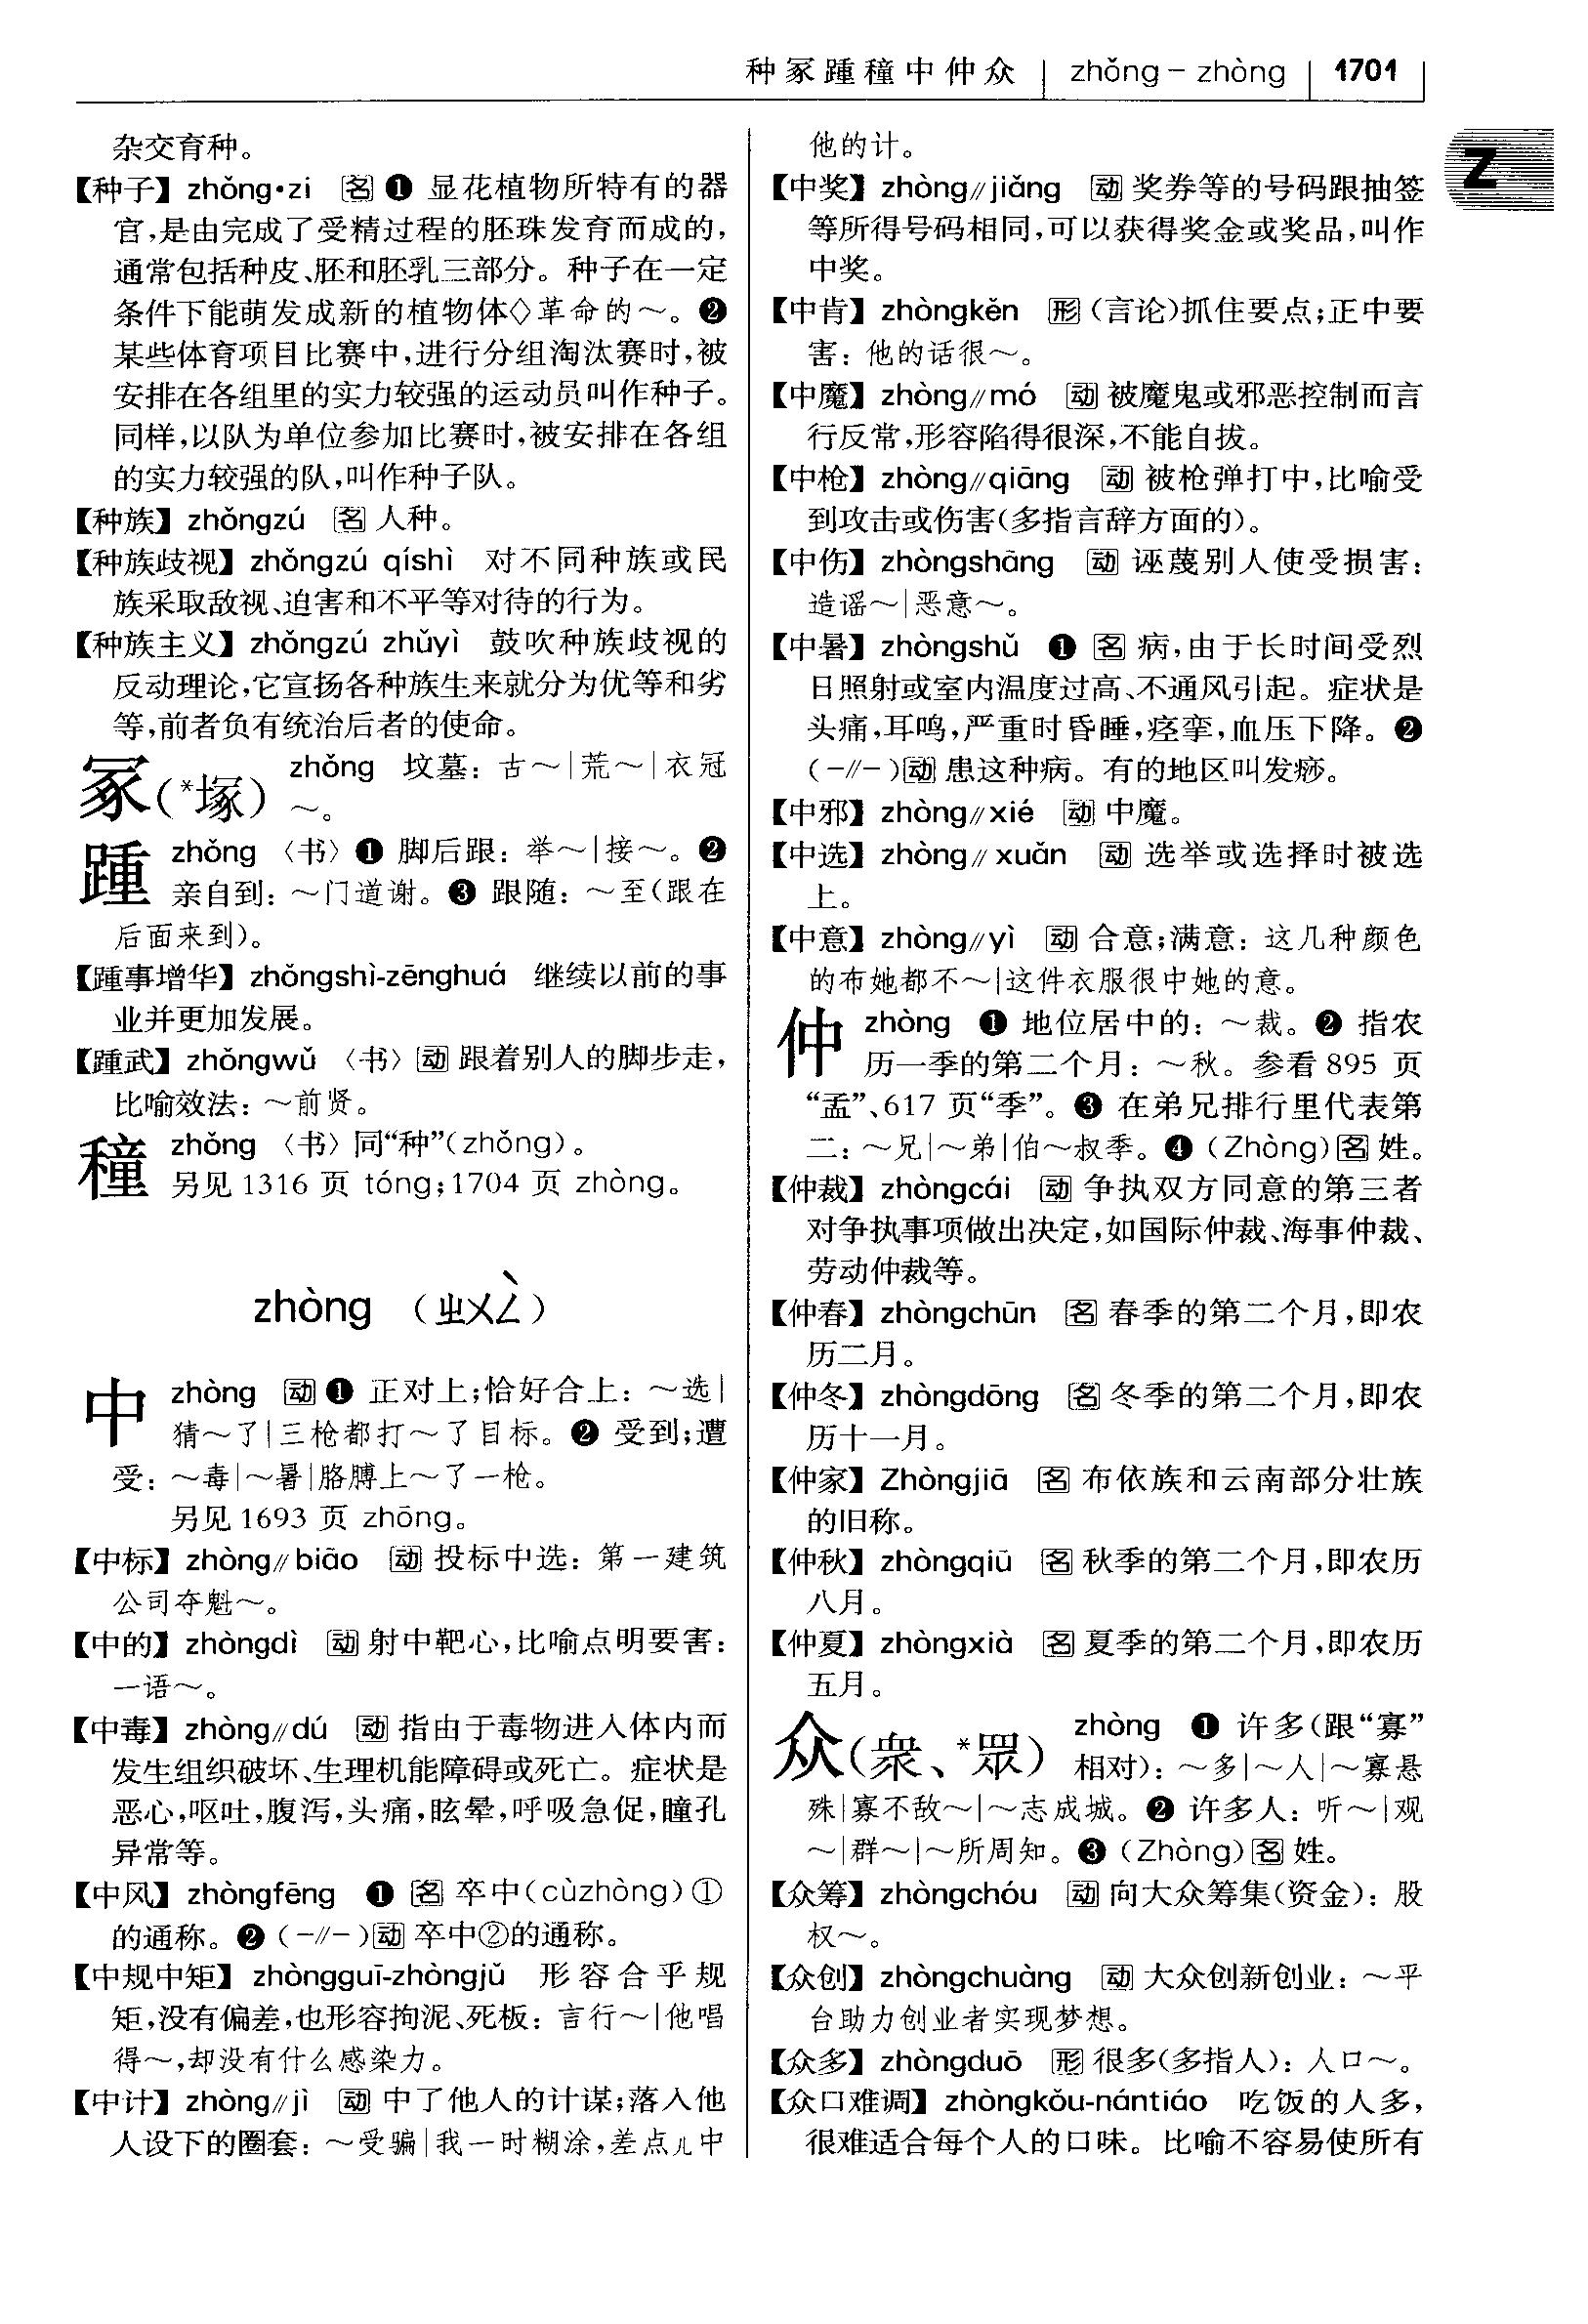 种冢踵穜中仲众 | zhǒng – zhòng | 1701
Z
杂交育种。
【种子】 zhǒng·zi 名 ❶ 显花植物所特有的器
官,是由完成了受精过程的胚珠发育而成的,
通常包括种皮、胚和胚乳三部分。种子在一定
条件下能萌发成新的植物体◇革命的～。❷
某些体育项目比赛中,进行分组淘汰赛时,被
安排在各组里的实力较强的运动员叫作种子。
同样,以队为单位参加比赛时,被安排在各组
的实力较强的队,叫作种子队。
【种族】 zhǒngzú 名 人种。
【种族歧视】 zhǒngzú qíshì 对不同种族或民
族采取敌视、迫害和不平等对待的行为。
【种族主义】 zhǒngzú zhǔyì 鼓吹种族歧视的
反动理论,它宣扬各种族生来就分为优等和劣
等,前者负有统治后者的使命。
冢(*塚) zhǒng 坟墓: 古～|荒～|衣冠
～。
踵 zhǒng 〈书〉❶ 脚后跟: 举～|接～。❷
亲自到: ～门道谢。❸ 跟随: ～至(跟在
后面来到)。
【踵事增华】 zhǒngshì-zēnghuá 继续以前的事
业并更加发展。
【踵武】 zhǒngwǔ 〈书〉动 跟着别人的脚步走,
比喻效法: ～前贤。
穜 zhǒng 〈书〉同“种”(zhǒng)。
另见 1316 页 tóng;1704 页 zhòng。
zhòng (ㄓㄨㄥˋ)
中 zhòng 动 ❶ 正对上;恰好合上: ～选|
猜～了|三枪都打～了目标。❷ 受到;遭
受: ～毒|～暑|胳膊上～了一枪。
另见 1693 页 zhōng。
【中标】 zhòng∥biāo 动 投标中选: 第一建筑
公司夺魁～。
【中的】 zhòngdì 动 射中靶心,比喻点明要害:
一语～。
【中毒】 zhòng∥dú 动 指由于毒物进入体内而
发生组织破坏、生理机能障碍或死亡。症状是
恶心,呕吐,腹泻,头痛,眩晕,呼吸急促,瞳孔
异常等。
【中风】 zhòngfēng ❶ 名 卒中(cùzhòng)①
的通称。❷ (-∥-)动 卒中②的通称。
【中规中矩】 zhòngguī-zhòngjǔ 形容合乎规
矩,没有偏差,也形容拘泥、死板: 言行～|他唱
得～,却没有什么感染力。
【中计】 zhòng∥jì 动 中了他人的计谋;落入他
人设下的圈套: ～受骗|我一时糊涂,差点儿中
他的计。
【中奖】 zhòng∥jiǎng 动 奖券等的号码跟抽签
等所得号码相同,可以获得奖金或奖品,叫作
中奖。
【中肯】 zhòngkěn 形 (言论)抓住要点;正中要
害: 他的话很～。
【中魔】 zhòng∥mó 动 被魔鬼或邪恶控制而言
行反常,形容陷得很深,不能自拔。
【中枪】 zhòng∥qiāng 动 被枪弹打中,比喻受
到攻击或伤害(多指言辞方面的)。
【中伤】 zhòngshāng 动 诬蔑别人使受损害:
造谣～|恶意～。
【中暑】 zhòngshǔ ❶ 名 病,由于长时间受烈
日照射或室内温度过高、不通风引起。症状是
头痛,耳鸣,严重时昏睡,痉挛,血压下降。❷
(-∥-)动 患这种病。有的地区叫发痧。
【中邪】 zhòng∥xié 动 中魔。
【中选】 zhòng∥xuǎn 动 选举或选择时被选
上。
【中意】 zhòng∥yì 动 合意;满意: 这几种颜色
的布她都不～|这件衣服很中她的意。
仲 zhòng ❶ 地位居中的: ～裁。❷ 指农
历一季的第二个月: ～秋。参看 895 页
“孟”、617 页“季”。❸ 在弟兄排行里代表第
二: ～兄|～弟|伯～叔季。❹ (Zhòng)名 姓。
【仲裁】 zhòngcái 动 争执双方同意的第三者
对争执事项做出决定,如国际仲裁、海事仲裁、
劳动仲裁等。
【仲春】 zhòngchūn 名 春季的第二个月,即农
历二月。
【仲冬】 zhòngdōng 名 冬季的第二个月,即农
历十一月。
【仲家】 Zhòngjiā 名 布依族和云南部分壮族
的旧称。
【仲秋】 zhòngqiū 名 秋季的第二个月,即农历
八月。
【仲夏】 zhòngxià 名 夏季的第二个月,即农历
五月。
众(衆、*眾) zhòng ❶ 许多(跟“寡”
相对): ～多|～人|～寡悬
殊|寡不敌～|～志成城。❷ 许多人: 听～|观
～|群～|～所周知。❸ (Zhòng)名 姓。
【众筹】 zhòngchóu 动 向大众筹集(资金): 股
权～。
【众创】 zhòngchuàng 动 大众创新创业: ～平
台助力创业者实现梦想。
【众多】 zhòngduō 形 很多(多指人): 人口～。
【众口难调】 zhòngkǒu-nántiáo 吃饭的人多,
很难适合每个人的口味。比喻不容易使所有